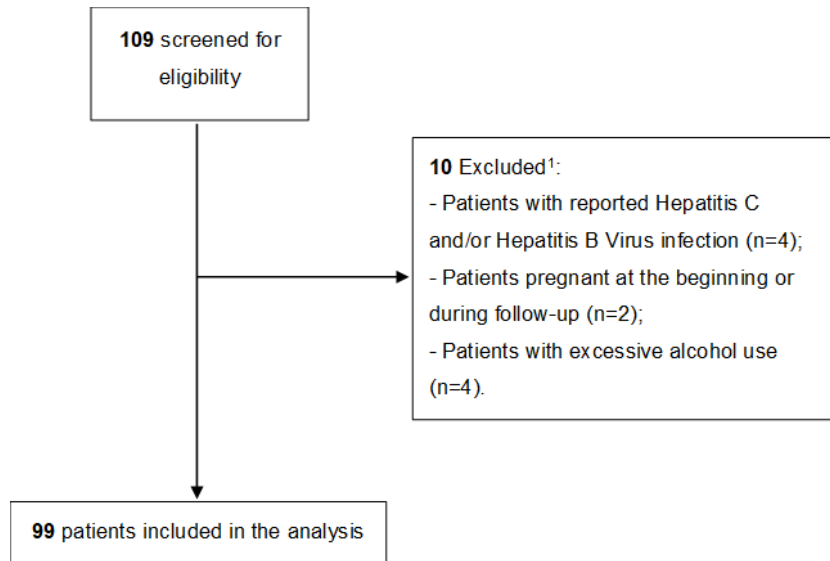 109 screened for
eligibility
10 Excluded¹:
- Patients with reported Hepatitis C
and/or Hepatitis B Virus infection (n=4);
- Patients pregnant at the beginning or
during follow-up (n=2);
- Patients with excessive alcohol use
(n=4).
99 patients included in the analysis